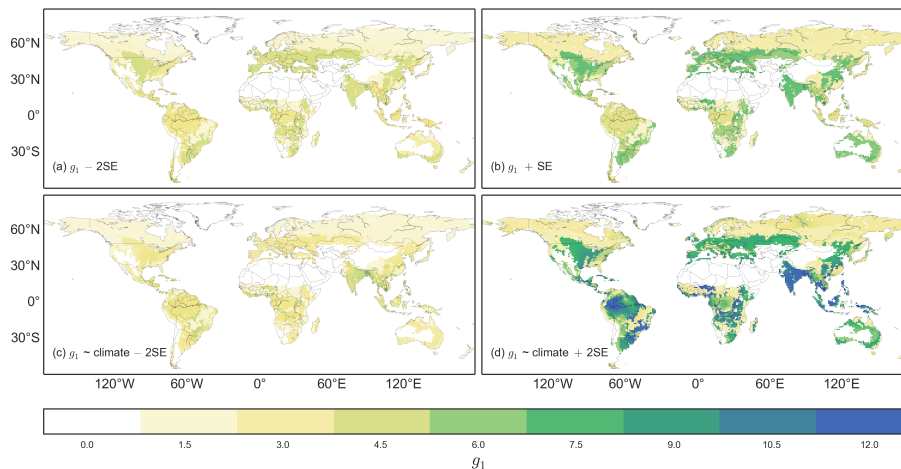 60°N
30°N
0°
30°S
(a) g₁ − 2SE
(b) g₁ + SE
60°N
30°N
0°
30°S
(c) g₁ ~ climate − 2SE
(d) g₁ ~ climate + 2SE
120°W 60°W 0° 60°E 120°E 120°W 60°W 0° 60°E 120°E
0.0 1.5 3.0 4.5 6.0 7.5 9.0 10.5 12.0
g₁